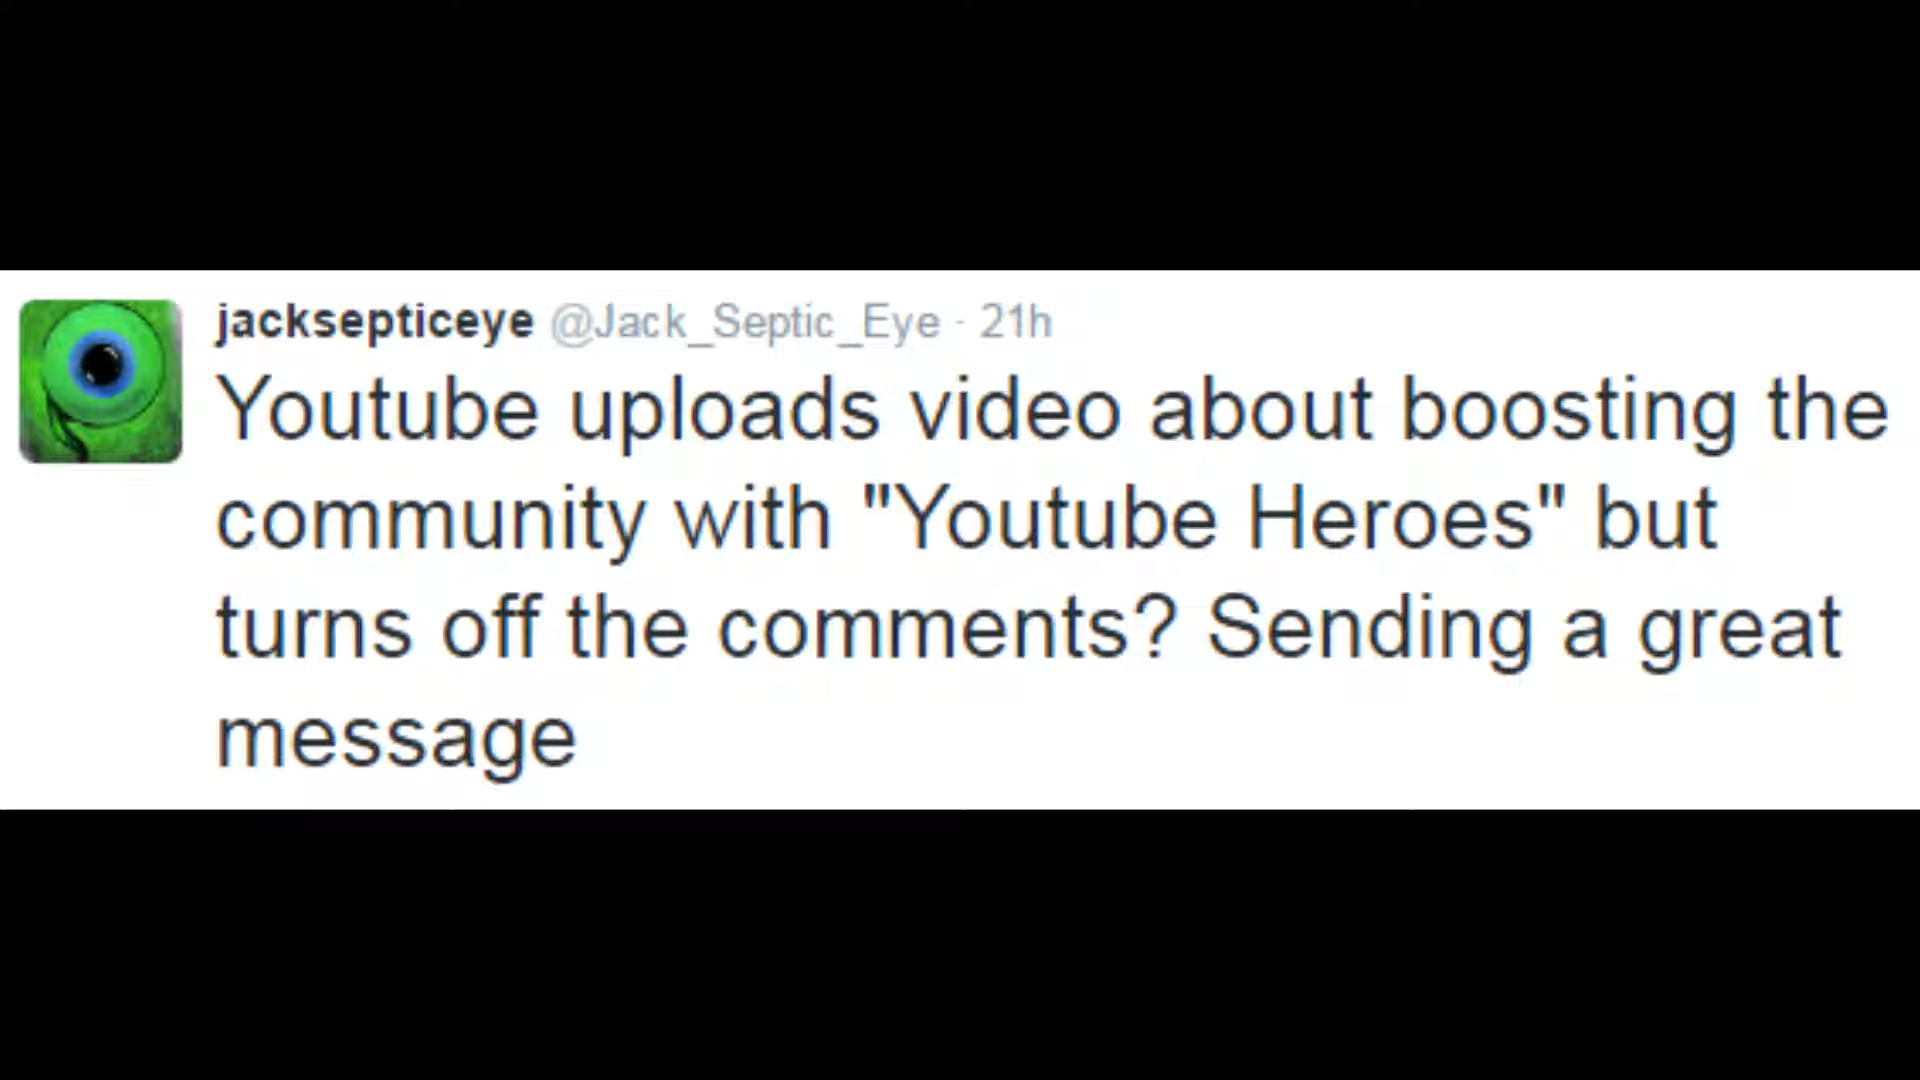 jacksepticeye @Jack_Septic_Eye · 21h
Youtube uploads video about boosting the
community with "Youtube Heroes" but
turns off the comments? Sending a great
message